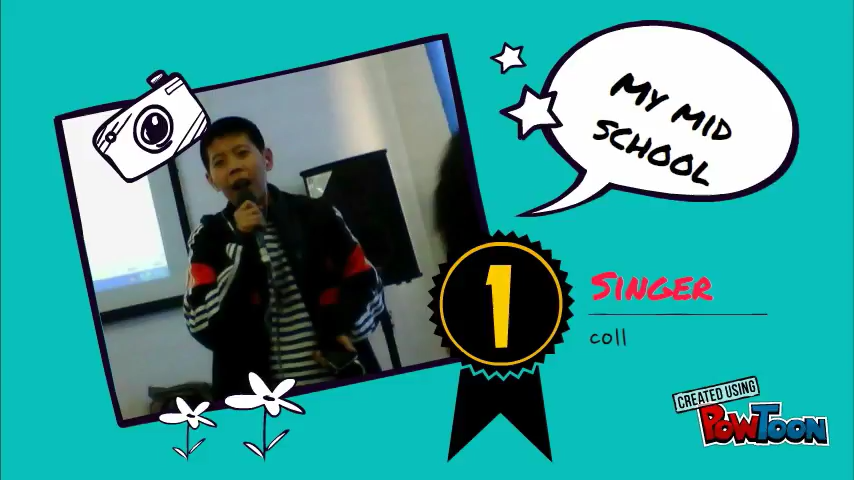 MY MID
SCHOOL
1
SINGER
coll
CREATED USING
POWTOON